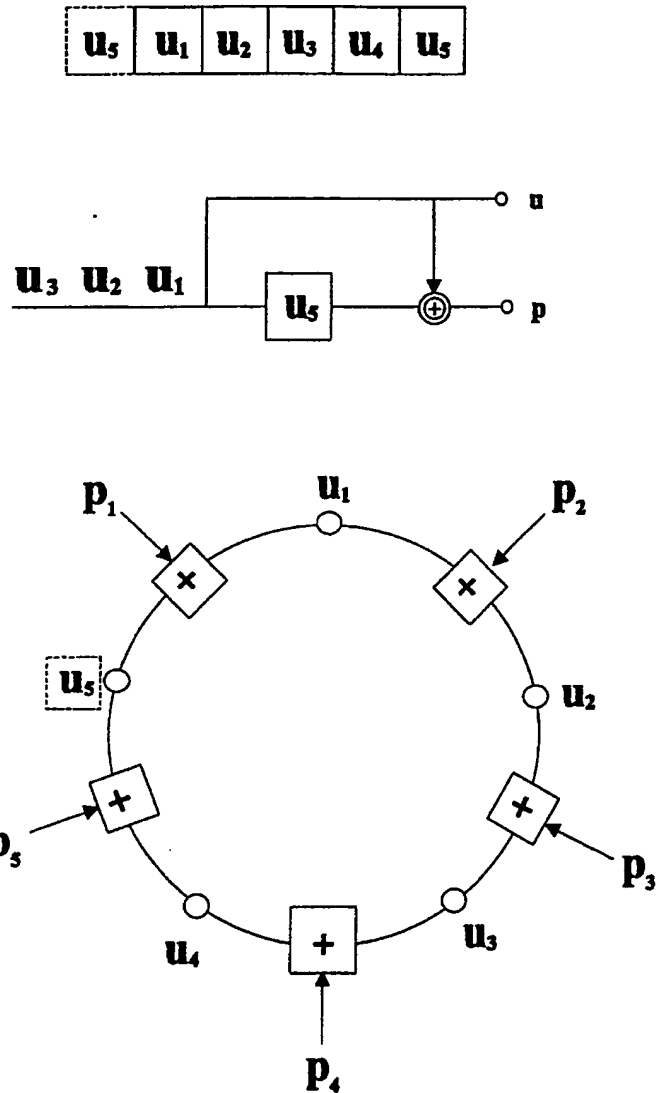 u₅ u₁ u₂ u₃ u₄ u₅
u
u₃ u₂ u₁
u₅
+
p
u₁
p₁
p₂
×
×
u₅
u₂
+
+
p₅
p₃
u₄
+
u₃
p₄